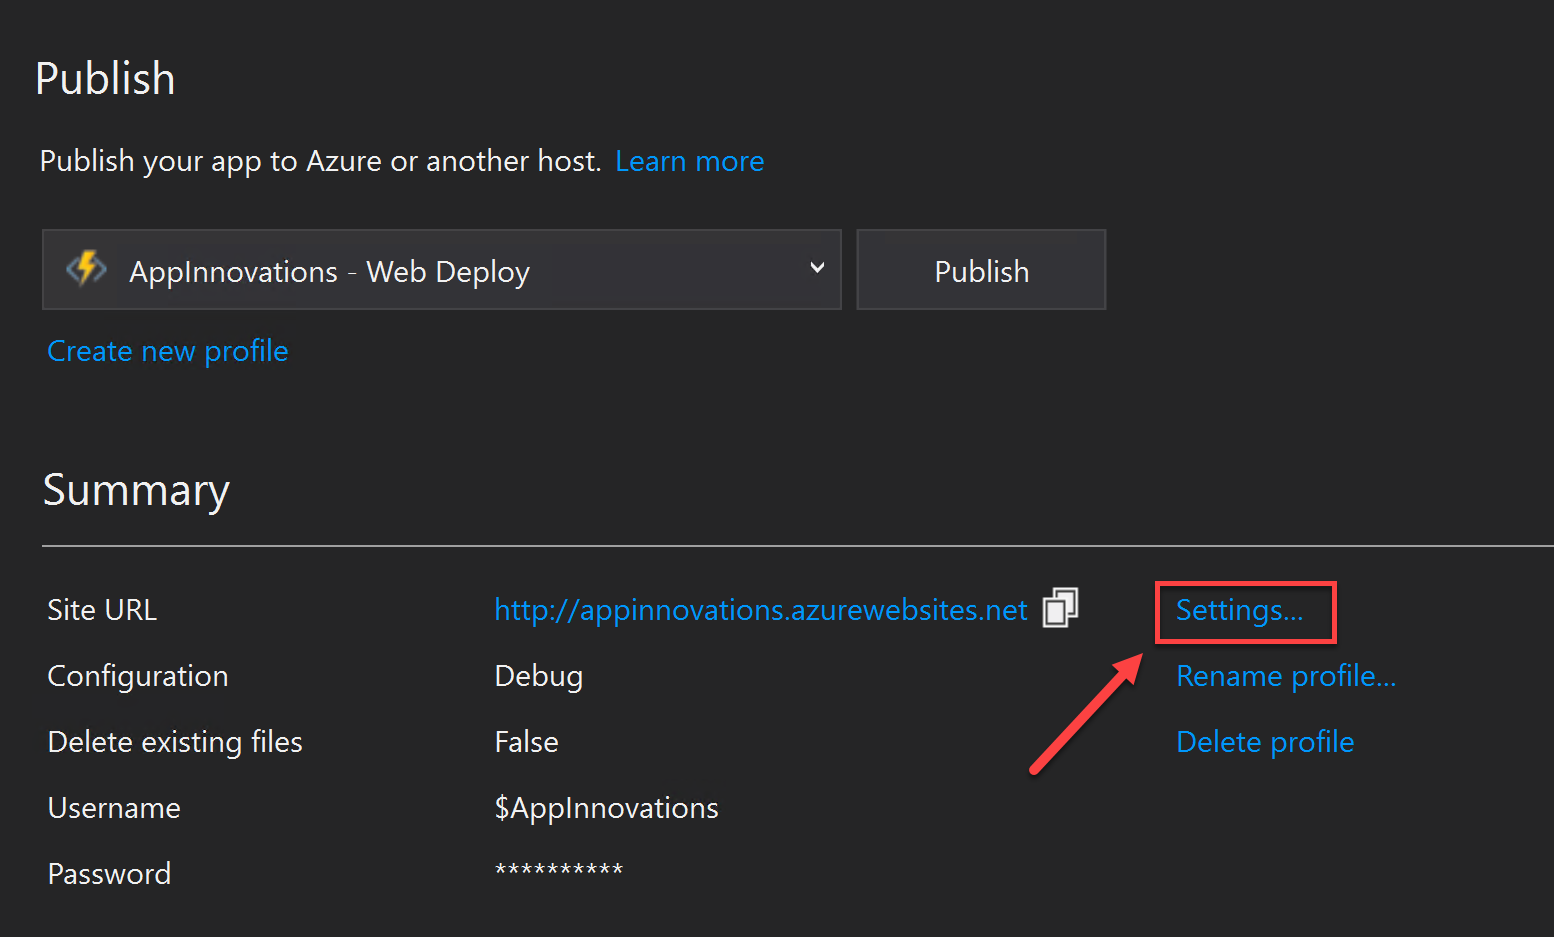 Publish
Publish your app to Azure or another host. Learn more
AppInnovations - Web Deploy
Publish
Create new profile
Summary
Site URL http://appinnovations.azurewebsites.net Settings...
Configuration Debug Rename profile...
Delete existing files False Delete profile
Username $AppInnovations
Password **********